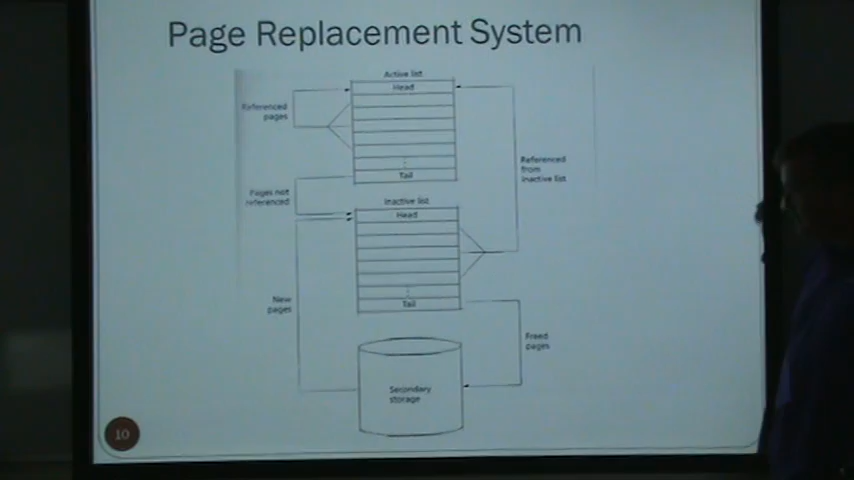 Page Replacement System
Active list
Head
Referenced
pages
Referenced
from
inactive list
Tail
Pages not
referenced
Inactive list
Head
New
pages
Tail
Freed
pages
Secondary
storage
10